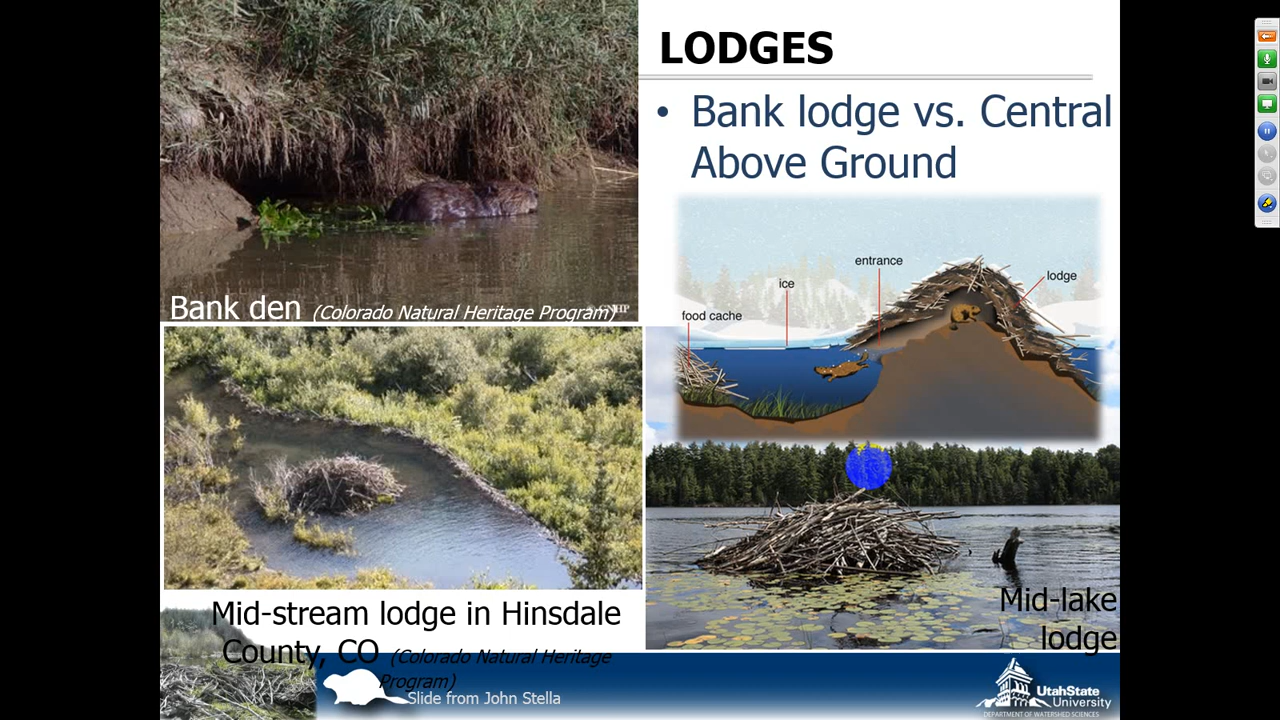 LODGES
• Bank lodge vs. Central
Above Ground
Bank den (Colorado Natural Heritage Program)
© CNHP
entrance
ice
lodge
food cache
Mid-stream lodge in Hinsdale
County, CO (Colorado Natural Heritage
Program)
Mid-lake
lodge
Slide from John Stella
UtahState
University
DEPARTMENT OF WATERSHED SCIENCES